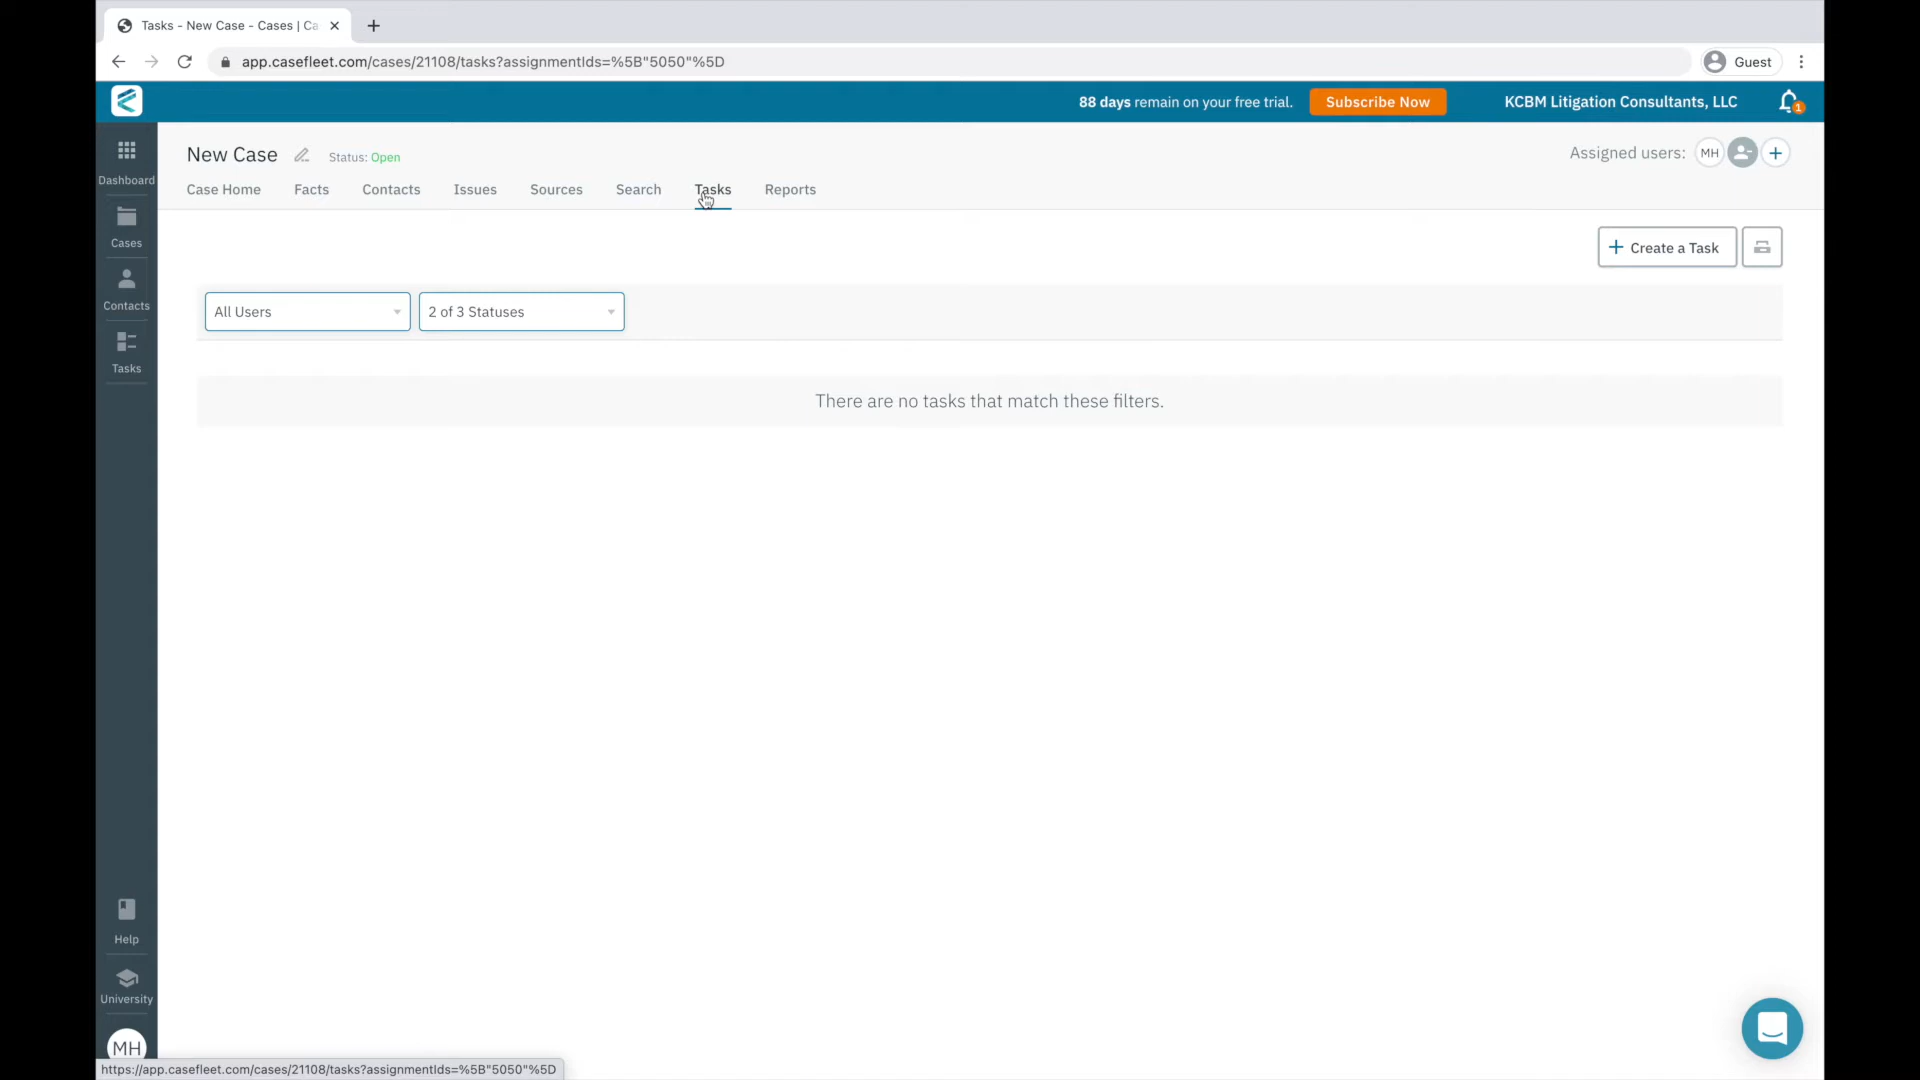 Tasks - New Case - Cases | Ca
app.casefleet.com/cases/21108/tasks?assignmentIds=%5B"5050"%5D
Guest
88 days remain on your free trial.
Subscribe Now
KCBM Litigation Consultants, LLC
1
New Case
Status: Open
Assigned users:
MH
Dashboard
Case Home
Facts
Contacts
Issues
Sources
Search
Tasks
Reports
Cases
Create a Task
Contacts
All Users
2 of 3 Statuses
Tasks
There are no tasks that match these filters.
Help
University
MH
https://app.casefleet.com/cases/21108/tasks?assignmentIds=%5B"5050"%5D